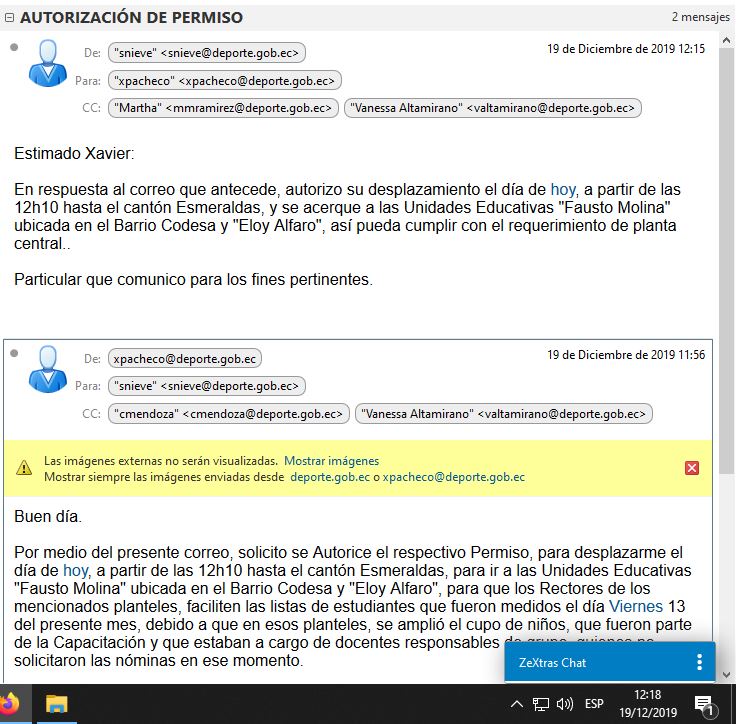 AUTORIZACIÓN DE PERMISO
2 mensajes
De: "snieve" <snieve@deporte.gob.ec>
19 de Diciembre de 2019 12:15
Para: "xpacheco" <xpacheco@deporte.gob.ec>
CC: "Martha" <mmramirez@deporte.gob.ec> "Vanessa Altamirano" <valtamirano@deporte.gob.ec>
Estimado Xavier:
En respuesta al correo que antecede, autorizo su desplazamiento el día de hoy, a partir de las
12h10 hasta el cantón Esmeraldas, y se acerque a las Unidades Educativas "Fausto Molina"
ubicada en el Barrio Codesa y "Eloy Alfaro", así pueda cumplir con el requerimiento de planta
central..
Particular que comunico para los fines pertinentes.
De: xpacheco@deporte.gob.ec
19 de Diciembre de 2019 11:56
Para: "snieve" <snieve@deporte.gob.ec>
CC: "cmendoza" <cmendoza@deporte.gob.ec> "Vanessa Altamirano" <valtamirano@deporte.gob.ec>
Las imágenes externas no serán visualizadas. Mostrar imágenes
Mostrar siempre las imágenes enviadas desde deporte.gob.ec o xpacheco@deporte.gob.ec
Buen día.
Por medio del presente correo, solicito se Autorice el respectivo Permiso, para desplazarme el
día de hoy, a partir de las 12h10 hasta el cantón Esmeraldas, para ir a las Unidades Educativas
"Fausto Molina" ubicada en el Barrio Codesa y "Eloy Alfaro", para que los Rectores de los
mencionados planteles, faciliten las listas de estudiantes que fueron medidos el día Viernes 13
del presente mes, debido a que en esos planteles, se amplió el cupo de niños, que fueron parte
de la Capacitación y que estaban a cargo de docentes responsables
solicitaron las nóminas en ese momento.
ZeXtras Chat
ESP
12:18
19/12/2019
1